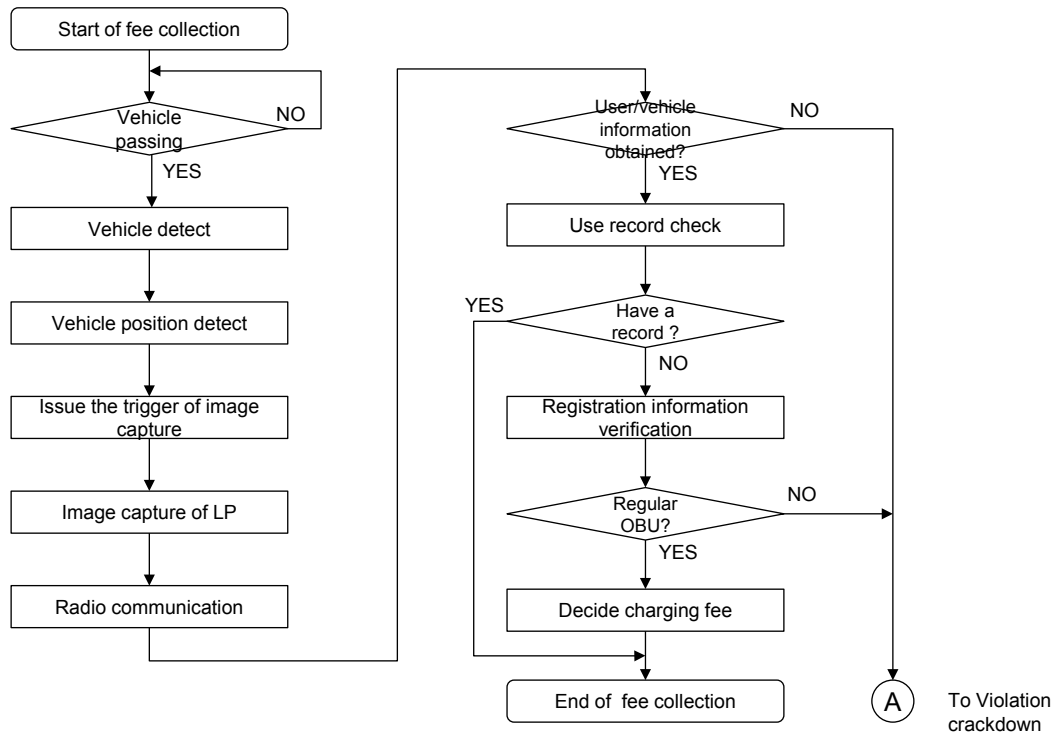 Start of fee collection
Vehicle
passing
NO
YES
Vehicle detect
Vehicle position detect
Issue the trigger of image
capture
Image capture of LP
Radio communication
User/vehicle
information
obtained?
NO
YES
Use record check
Have a
record ?
YES
NO
Registration information
verification
Regular
OBU?
NO
YES
Decide charging fee
End of fee collection
A
To Violation
crackdown